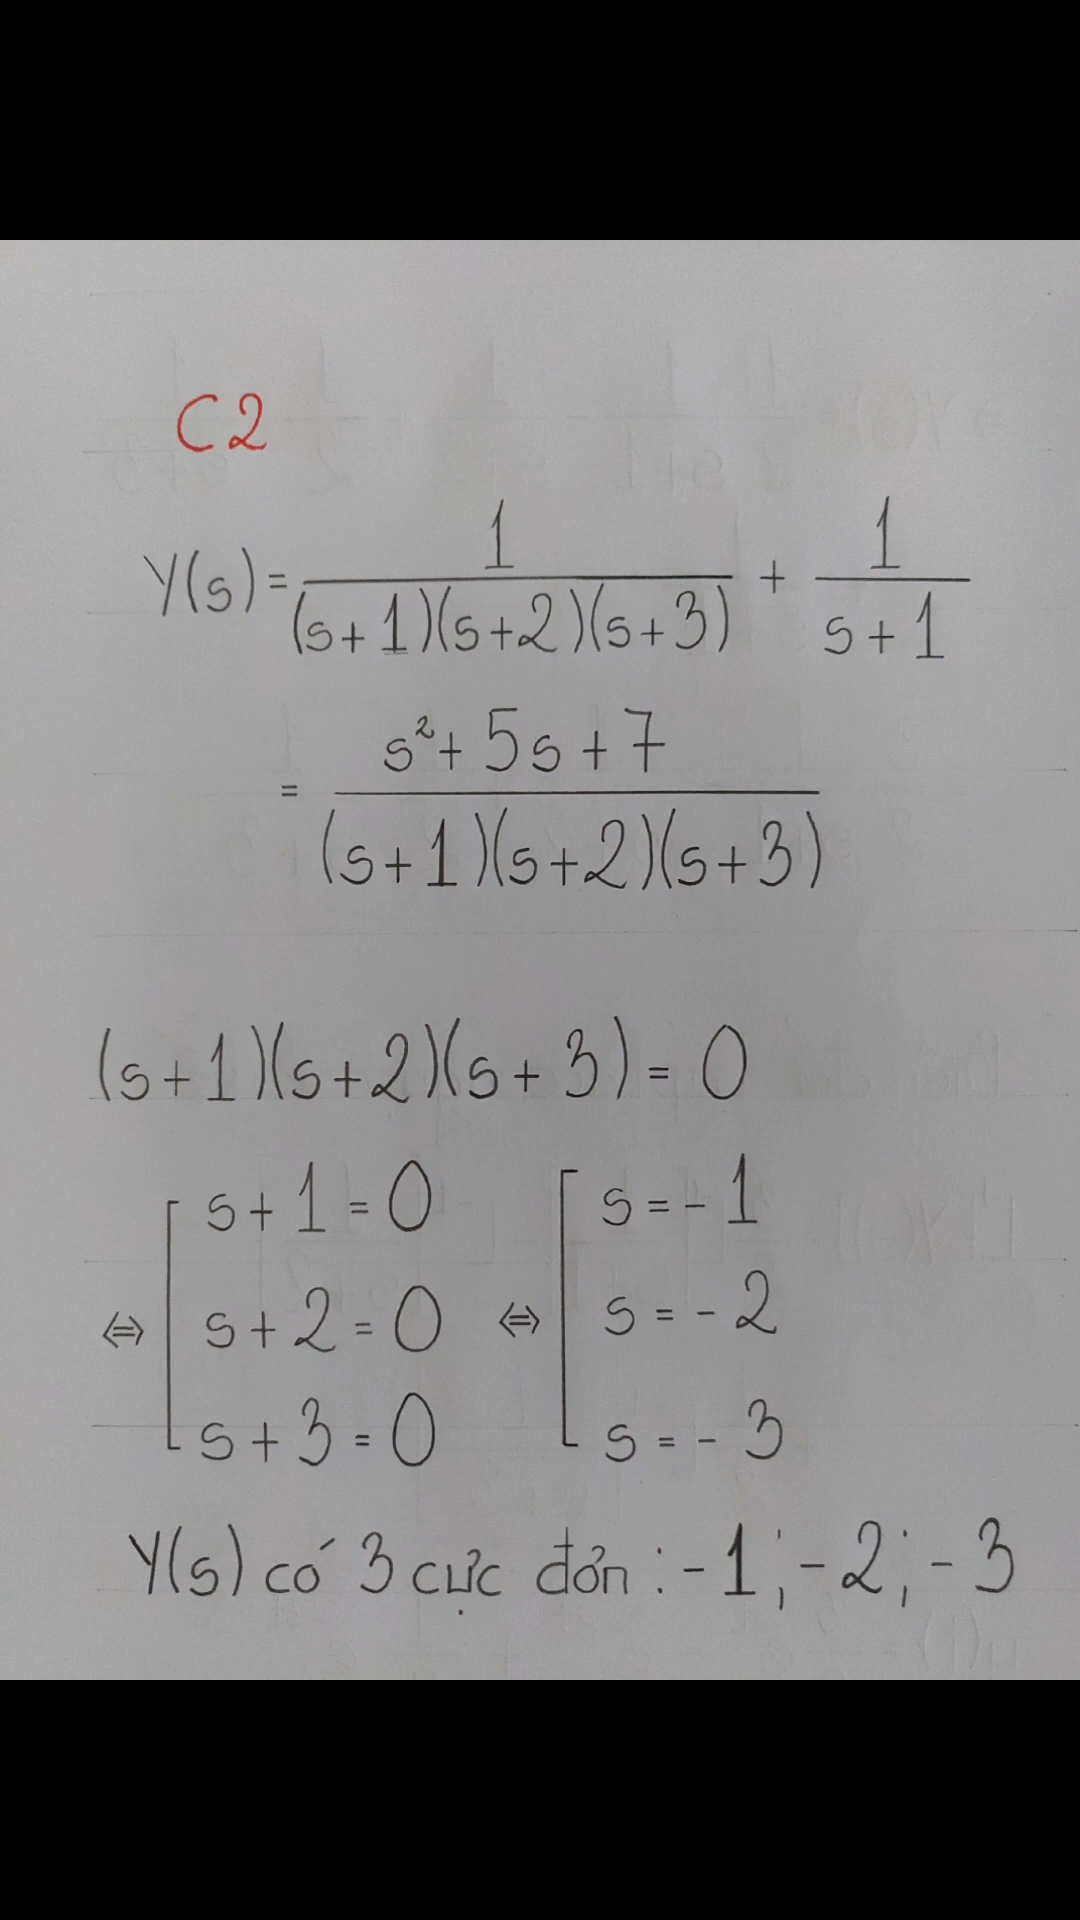 C2
Y(s) = 1/((s+1)(s+2)(s+3)) + 1/(s+1)
= (s²+5s+7)/((s+1)(s+2)(s+3))
(s+1)(s+2)(s+3) = 0
⇔ [ s+1=0 ⇔ [ s=-1
s+2=0 s=-2
s+3=0 s=-3
Y(s) có 3 cực đơn: -1; -2; -3